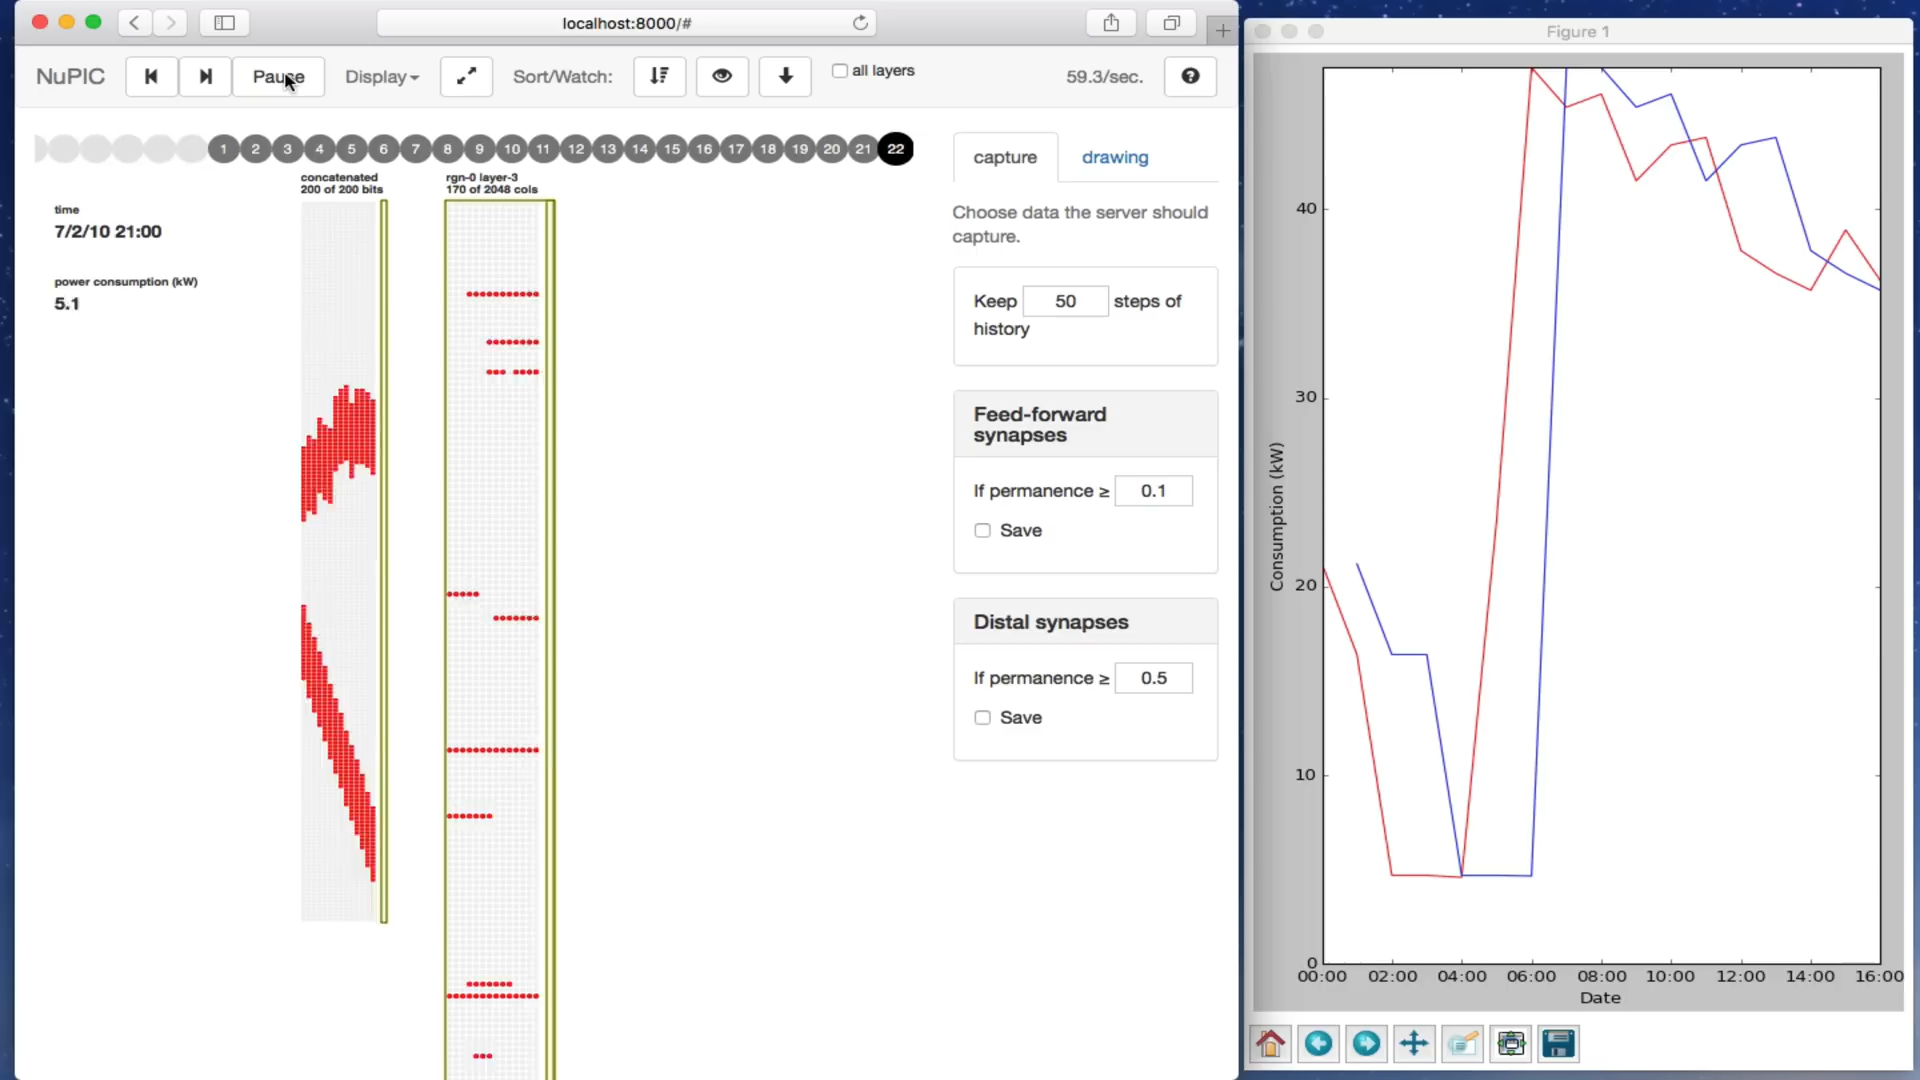 localhost:8000/#
NuPIC
Pause
Display
Sort/Watch:
all layers
59.3/sec.
1 2 3 4 5 6 7 8 9 10 11 12 13 14 15 16 17 18 19 20 21 22
time
7/2/10 21:00
power consumption (kW)
5.1
concatenated
200 of 200 bits
rgn-0 layer-3
170 of 2048 cols
capture
drawing
Choose data the server should
capture.
Keep 50 steps of
history
Feed-forward
synapses
If permanence ≥ 0.1
Save
Distal synapses
If permanence ≥ 0.5
Save
Figure 1
40
30
20
10
0
Consumption (kW)
00:00 02:00 04:00 06:00 08:00 10:00 12:00 14:00 16:00
Date